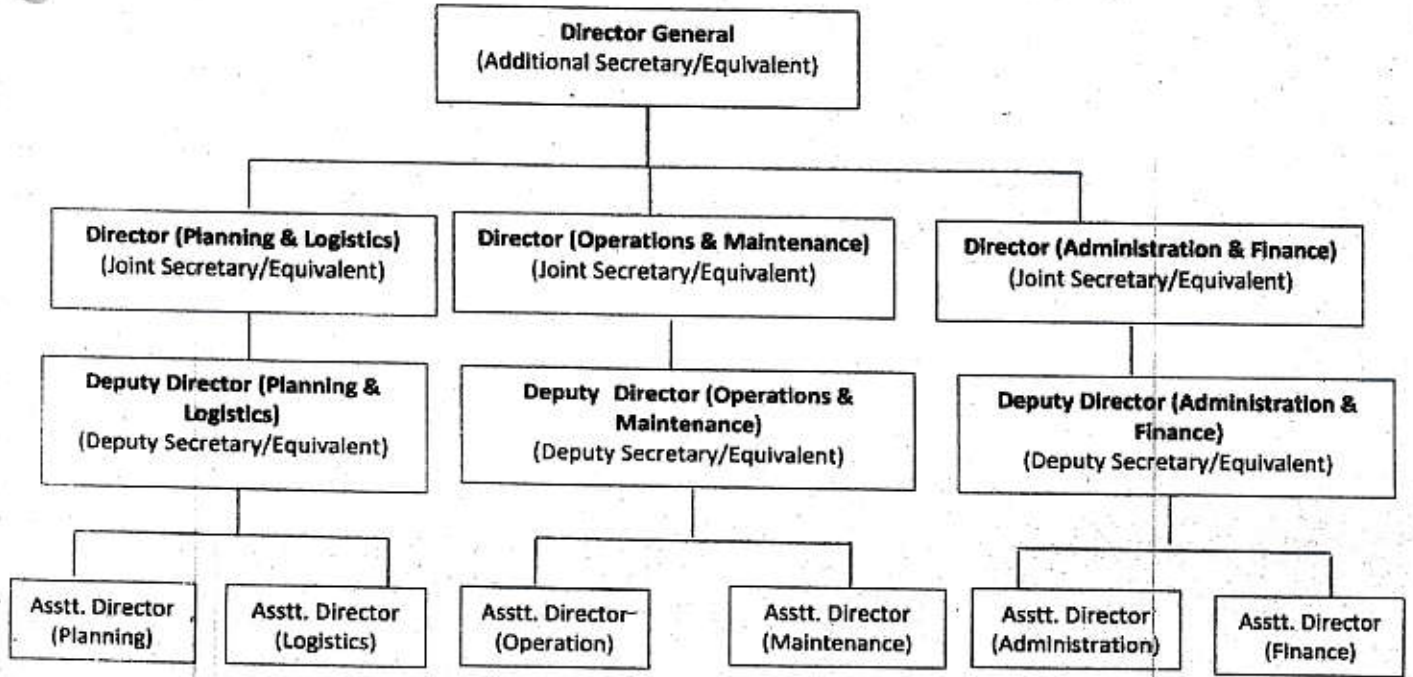 Director General
(Additional Secretary/Equivalent)
Director (Planning & Logistics)
(Joint Secretary/Equivalent)
Director (Operations & Maintenance)
(Joint Secretary/Equivalent)
Director (Administration & Finance)
(Joint Secretary/Equivalent)
Deputy Director (Planning &
Logistics)
(Deputy Secretary/Equivalent)
Deputy Director (Operations &
Maintenance)
(Deputy Secretary/Equivalent)
Deputy Director (Administration &
Finance)
(Deputy Secretary/Equivalent)
Asstt. Director
(Planning)
Asstt. Director
(Logistics)
Asstt. Director
(Operation)
Asstt. Director
(Maintenance)
Asstt. Director
(Administration)
Asstt. Director
(Finance)